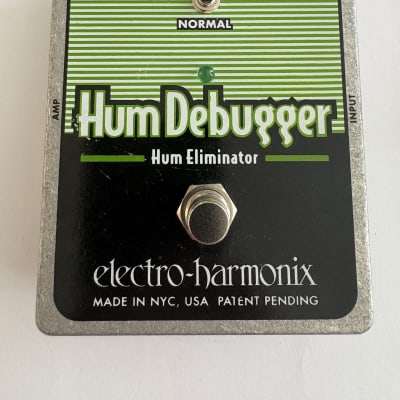 NORMAL
AMP
INPUT
Hum Debugger
Hum Eliminator
electro-harmonix
MADE IN NYC, USA PATENT PENDING